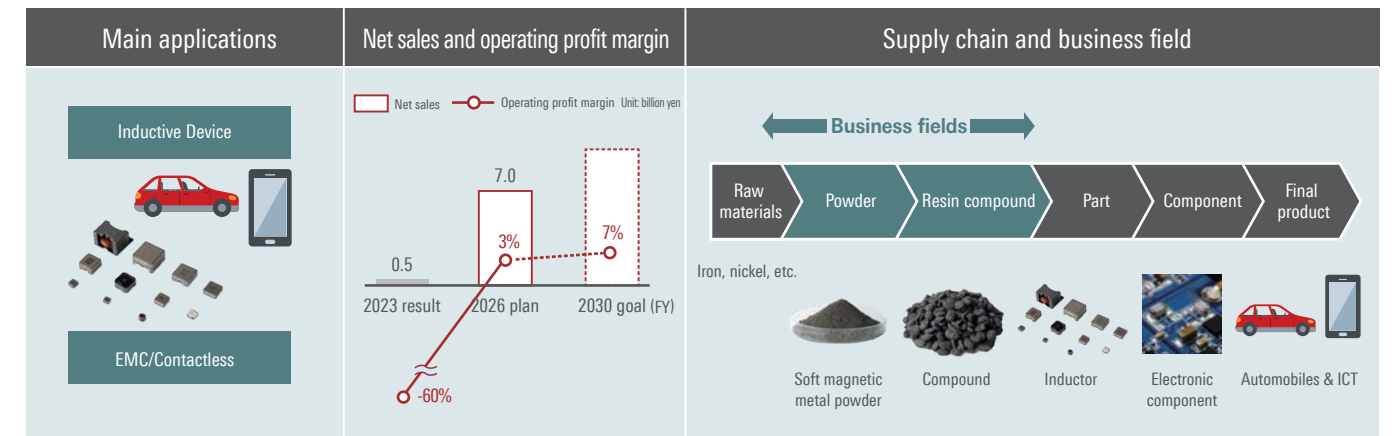 Main applications
Inductive Device
EMC/Contactless
Net sales and operating profit margin
Net sales
Operating profit margin
Unit: billion yen
0.5
7.0
3%
7%
-60%
2023 result
2026 plan
2030 goal (FY)
Supply chain and business field
Business fields
Raw
materials
Powder
Resin compound
Part
Component
Final
product
Iron, nickel, etc.
Soft magnetic
metal powder
Compound
Inductor
Electronic
component
Automobiles & ICT